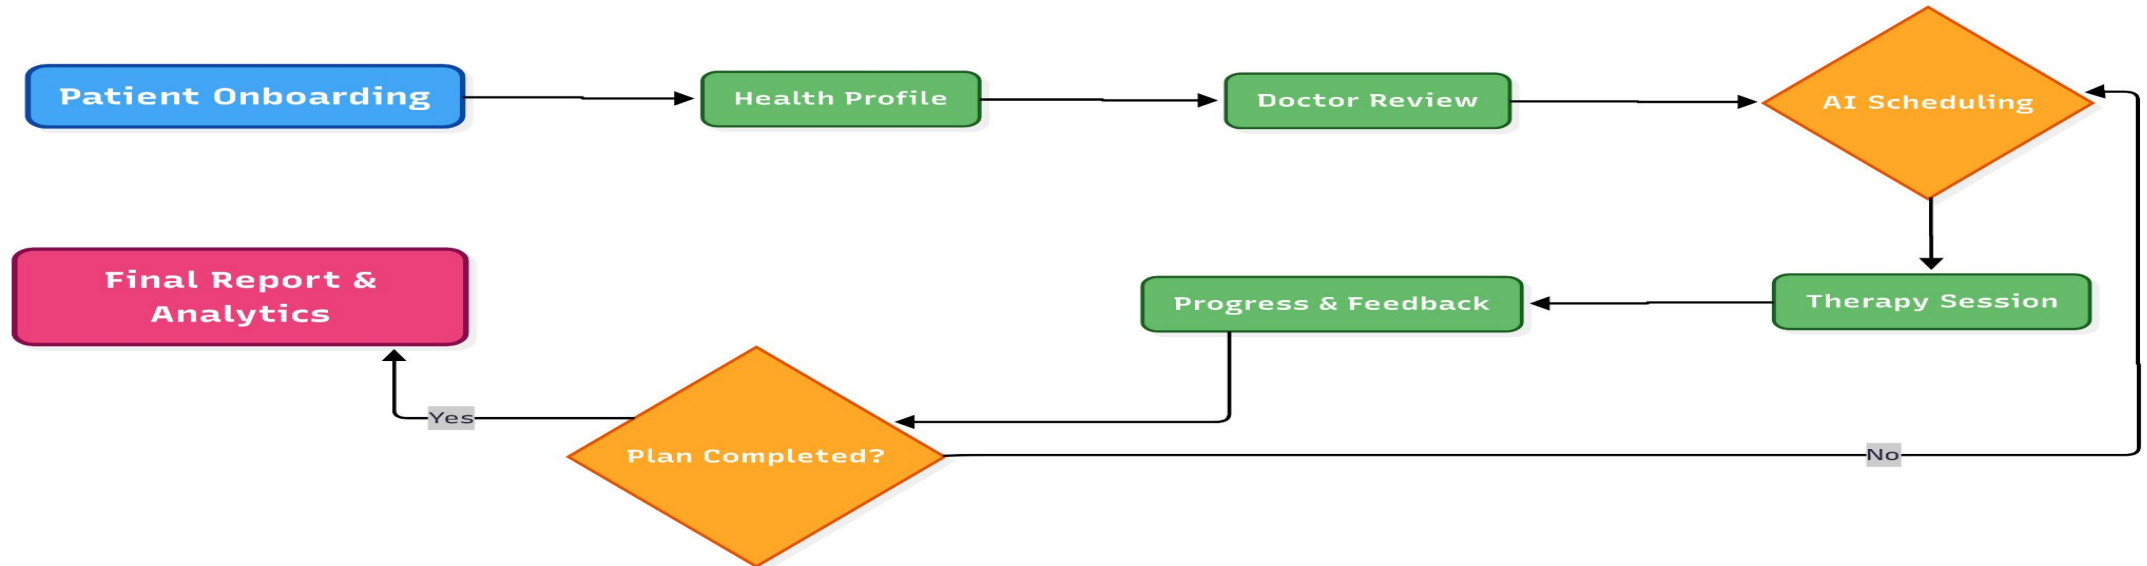 Patient Onboarding
Health Profile
Doctor Review
AI Scheduling
Therapy Session
Progress & Feedback
Plan Completed?
Yes
No
Final Report &
Analytics